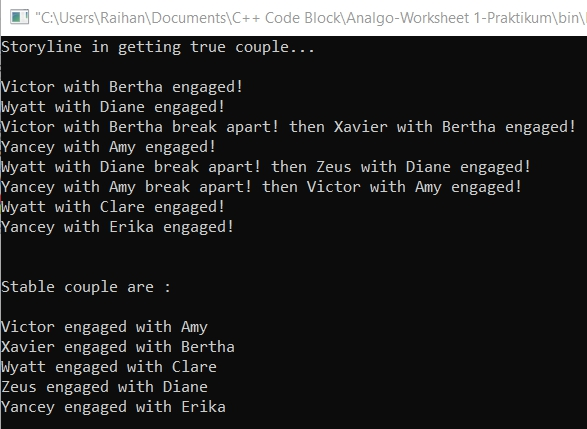 "C:\Users\Raihan\Documents\C++ Code Block\Analgo-Worksheet 1-Praktikum\bin\
Storyline in getting true couple...
Victor with Bertha engaged!
Wyatt with Diane engaged!
Victor with Bertha break apart! then Xavier with Bertha engaged!
Yancey with Amy engaged!
Wyatt with Diane break apart! then Zeus with Diane engaged!
Yancey with Amy break apart! then Victor with Amy engaged!
Wyatt with Clare engaged!
Yancey with Erika engaged!
Stable couple are :
Victor engaged with Amy
Xavier engaged with Bertha
Wyatt engaged with Clare
Zeus engaged with Diane
Yancey engaged with Erika